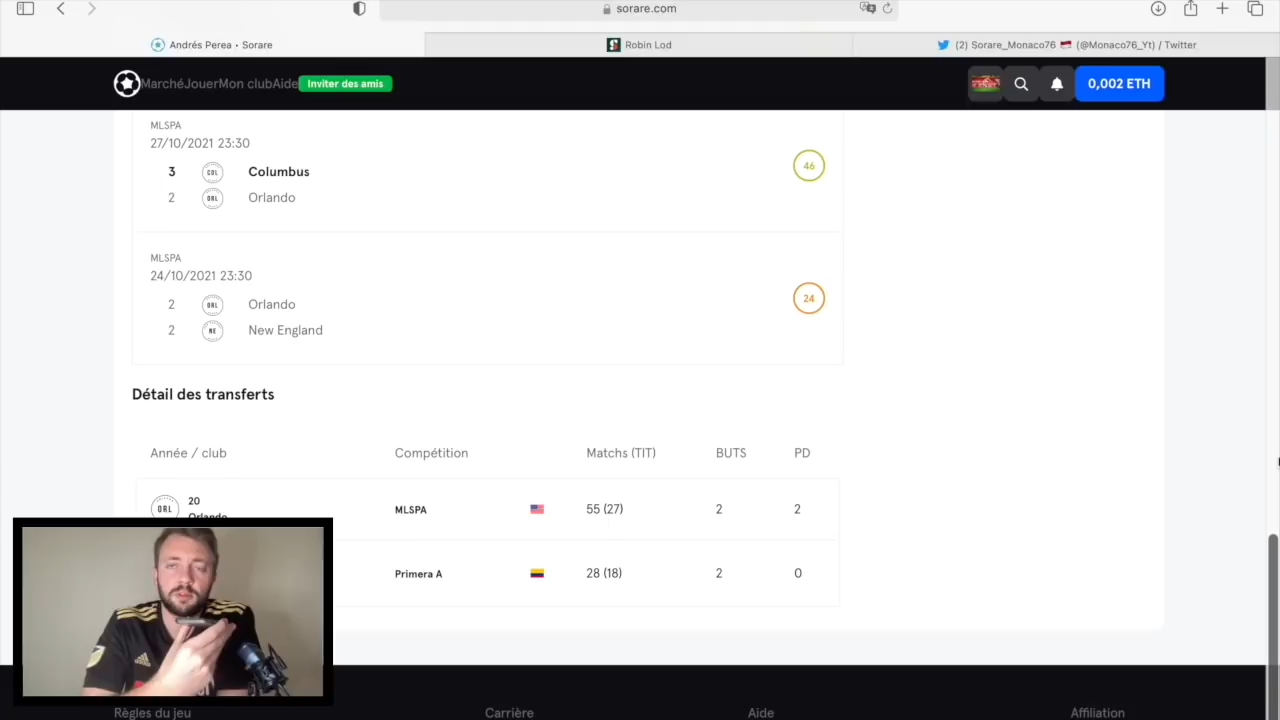 sorare.com
Andrés Perea • Sorare
Robin Lod
(2) Sorare_Monaco76 🇲🇨 (@Monaco76_Yt) / Twitter
Marché Jouer Mon club Aide Inviter des amis
0,002 ETH
MLSPA
27/10/2021 23:30
3 COL Columbus
46
2 ORL Orlando
MLSPA
24/10/2021 23:30
2 ORL Orlando
24
2 NE New England
Détail des transferts
Année / club Compétition Matchs (TIT) BUTS PD
20
ORL MLSPA 55 (27) 2 2
Orlando
Primera A 28 (18) 2 0
Règles du jeu Carrière Aide Affiliation